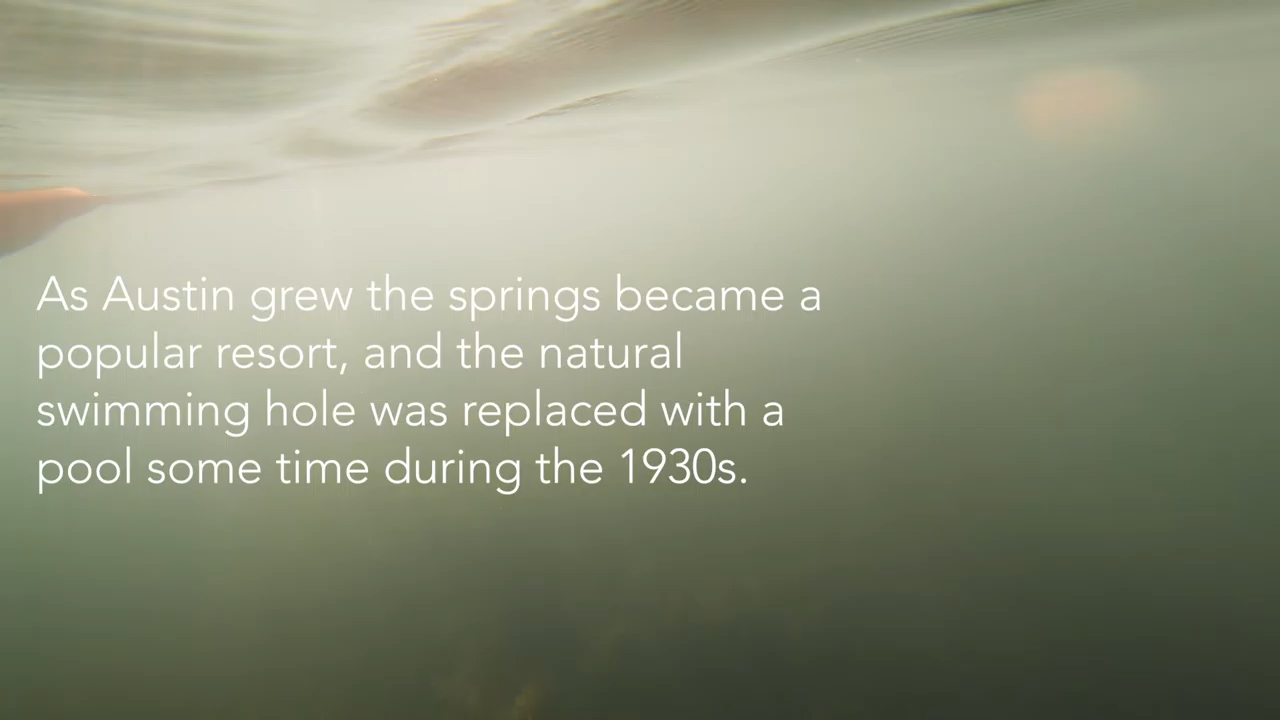 As Austin grew the springs became a
popular resort, and the natural
swimming hole was replaced with a
pool some time during the 1930s.